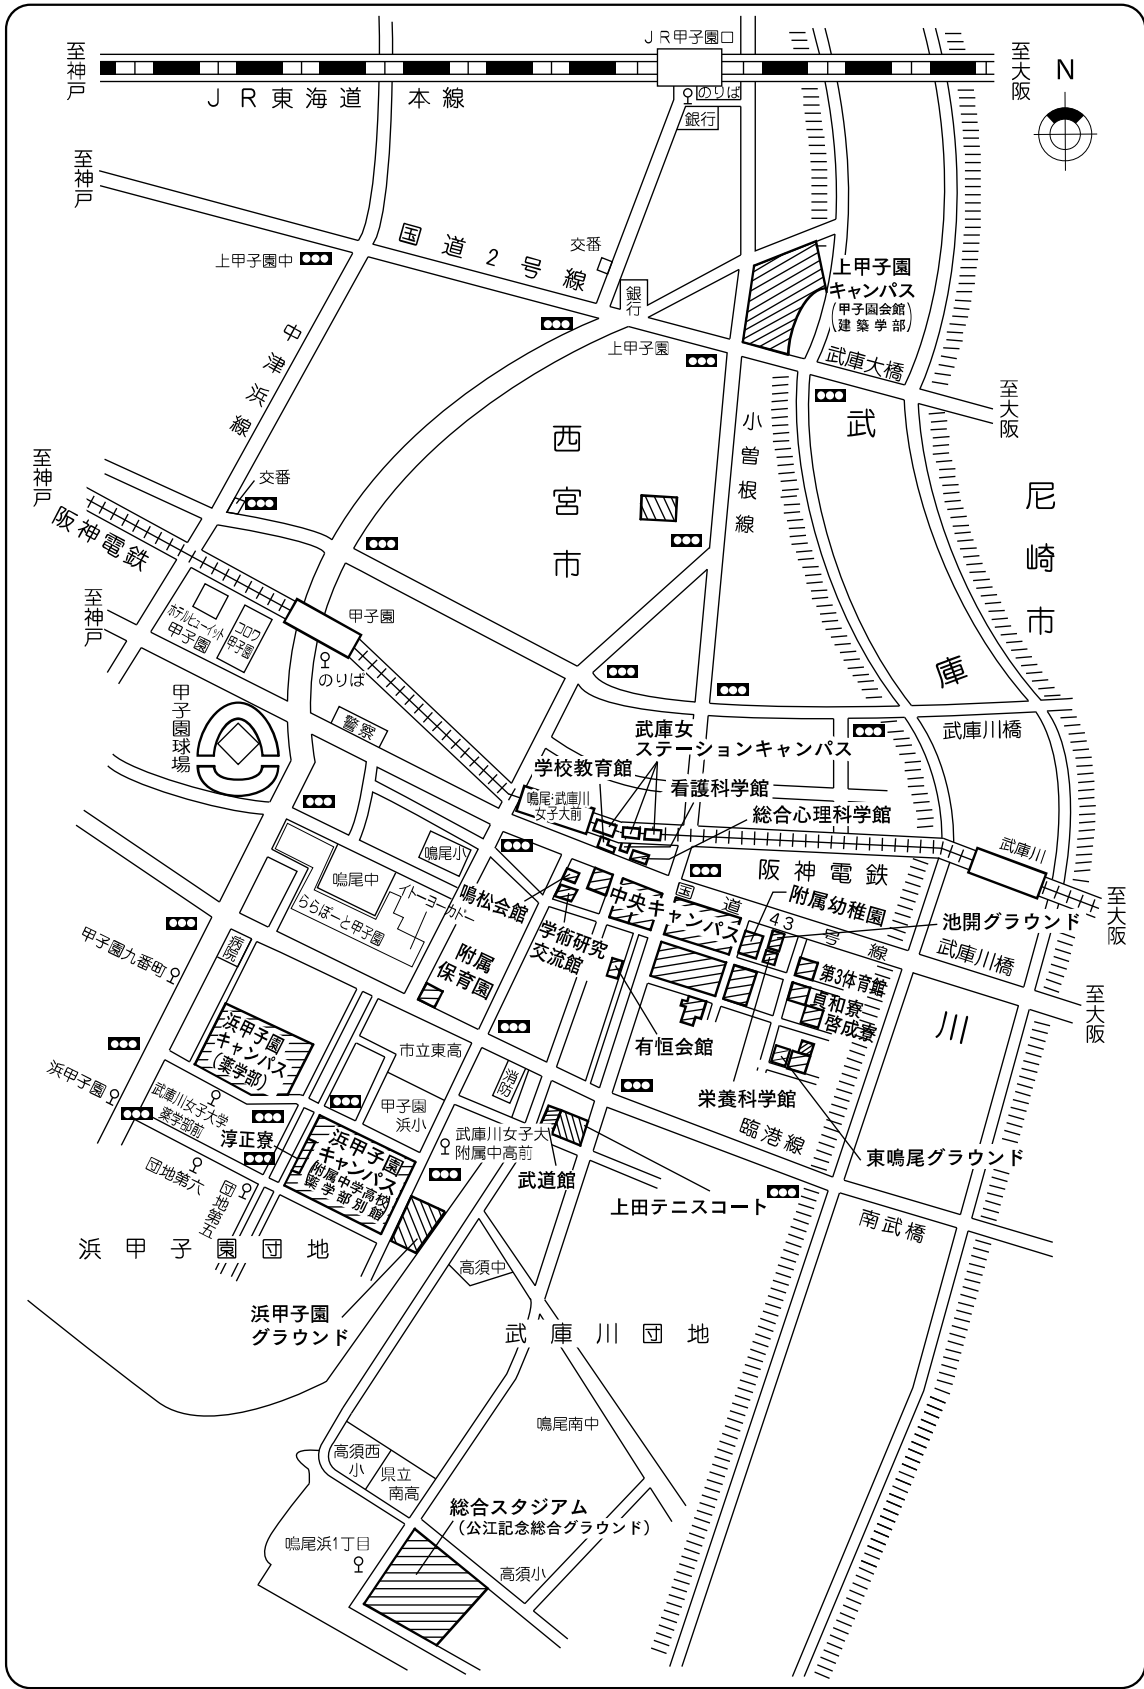 JR甲子園口
至神戸
至大阪
N
JR東海道本線
のりば
銀行
至神戸
国道2号線
交番
上甲子園中
銀行
上甲子園
キャンパス
(甲子園会館)
建築学部
上甲子園
武庫大橋
中津浜線
至大阪
小曽根線
武庫川
西宮市
尼崎市
交番
至神戸
阪神電鉄
至神戸
ホテルヒューイット
甲子園
コロワ
甲子園
甲子園
のりば
甲子園球場
警察
武庫川橋
武庫女
ステーションキャンパス
学校教育館
看護科学館
総合心理科学館
鳴尾・武庫川
女子大前
武庫川
阪神電鉄
鳴尾小
鳴尾中
イトーヨーカドー
ららぽーと甲子園
鳴松会館
中央キャンパス
国道43号線
附属幼稚園
池開グラウンド
至大阪
学術研究
交流館
附属
保育園
武庫川橋
第3体育館
貞和寮
啓成寮
至大阪
甲子園九番町
病院
有恒会館
栄養科学館
浜甲子園
キャンパス
(薬学部)
市立東高
消防
浜甲子園
武庫川女子大学
薬学部前
甲子園
浜小
臨港線
東鳴尾グラウンド
淳正寮
浜甲子園
キャンパス
附属中学高校
薬学部別館
武庫川女子大
附属中高前
武道館
上田テニスコート
団地第六
団地第五
南武橋
浜甲子園団地
高須中
浜甲子園
グラウンド
武庫川団地
鳴尾南中
高須西
小
県立
南高
総合スタジアム
(公江記念総合グラウンド)
鳴尾浜1丁目
高須小